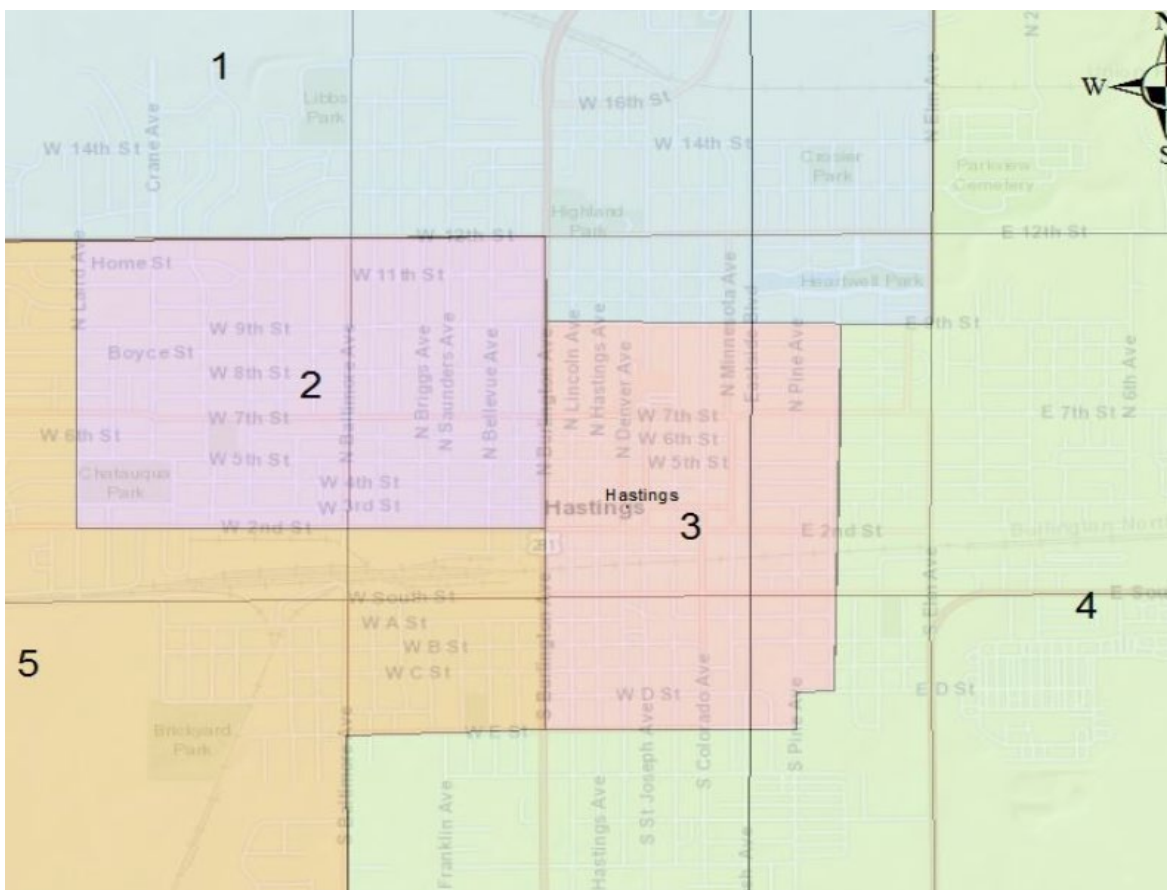 N
W
S
1
Libbs
Park
Crane Ave
W 14th St
W 16th St
W 14th St
N Elm Ave
Crosier
Park
Parkview
Cemetery
Highland
Park
W 12th St
E 12th St
N Laird Ave
Home St
W 11th St
N Minnesota Ave
Eastside Blvd
Heartwell Park
W 9th St
E 9th St
Boyce St
W 8th St
2
N Baltimore Ave
N Briggs Ave
N Saunders Ave
N Bellevue Ave
N Burlington Ave
N Lincoln Ave
N Hastings Ave
N Denver Ave
N Pine Ave
N 6th Ave
W 7th St
W 7th St
E 7th St
W 6th St
W 6th St
W 5th St
W 5th St
Chatauqua
Park
W 4th St
W 3rd St
Hastings
Hastings
3
W 2nd St
E 2nd St
281
W South St
W A St
W B St
W C St
S Burlington Ave
S Elm Ave
4
5
W D St
E D St
Brickyard
Park
W E St
S Baltimore Ave
S St Joseph Ave
S Colorado Ave
S Pine Ave
Franklin Ave
Hastings Ave